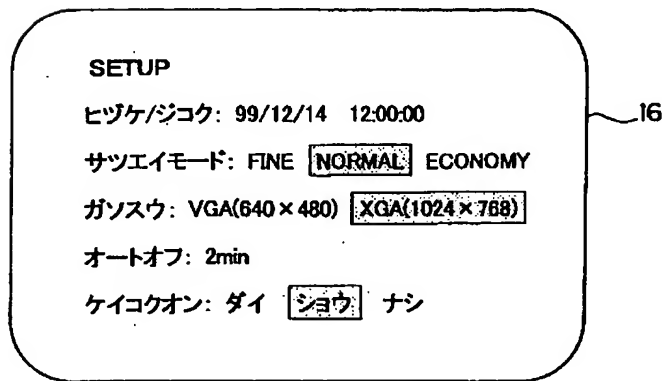 SETUP
ヒヅケ/ジコク: 99/12/14 12:00:00
16
サツエイモード: FINE NORMAL ECONOMY
ガソスウ: VGA(640×480) XGA(1024×768)
オートオフ: 2min
ケイコクオン: ダイ ショウ ナシ